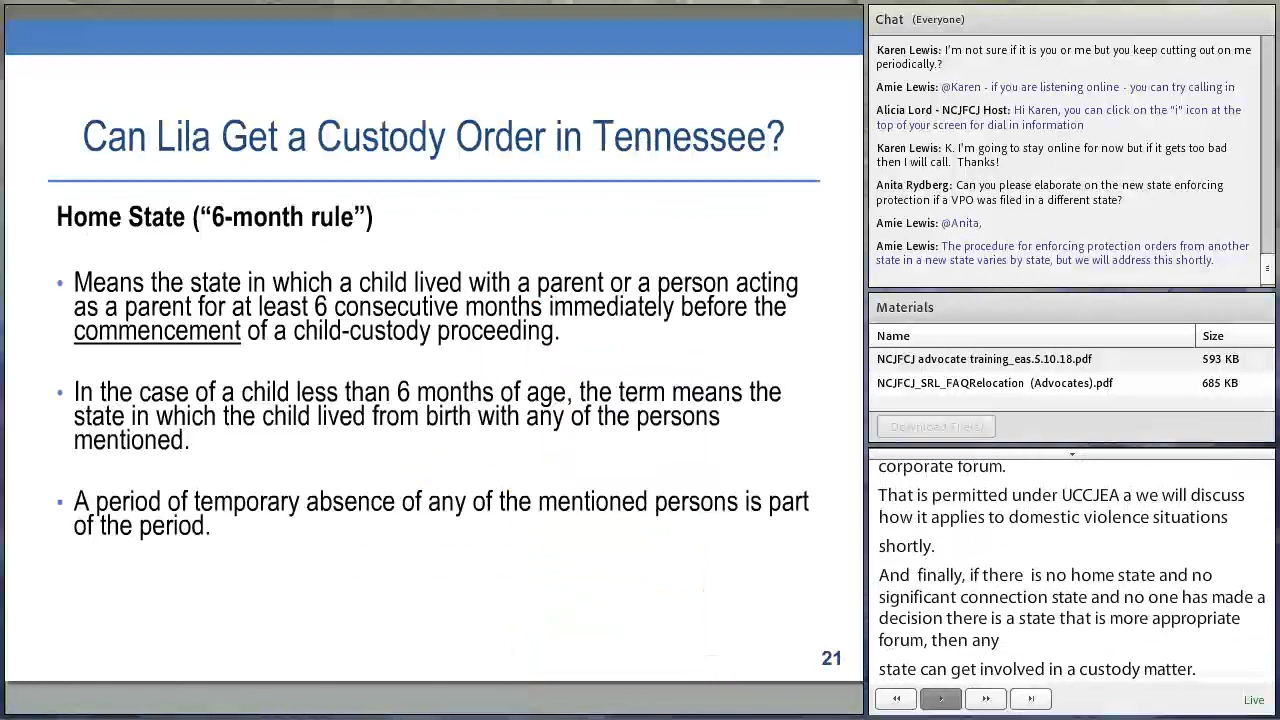 Can Lila Get a Custody Order in Tennessee?
Home State (“6-month rule”)
• Means the state in which a child lived with a parent or a person acting
as a parent for at least 6 consecutive months immediately before the
commencement of a child-custody proceeding.
• In the case of a child less than 6 months of age, the term means the
state in which the child lived from birth with any of the persons
mentioned.
• A period of temporary absence of any of the mentioned persons is part
of the period.
21
Chat (Everyone)
Karen Lewis: I'm not sure if it is you or me but you keep cutting out on me
periodically.?
Amie Lewis: @Karen - if you are listening online - you can try calling in
Alicia Lord - NCJFCJ Host: Hi Karen, you can click on the "i" icon at the
top of your screen for dial in information
Karen Lewis: K. I'm going to stay online for now but if it gets too bad
then I will call. Thanks!
Anita Rydberg: Can you please elaborate on the new state enforcing
protection if a VPO was filed in a different state?
Amie Lewis: @Anita,
Amie Lewis: The procedure for enforcing protection orders from another
state in a new state varies by state, but we will address this shortly.
Materials
Name Size
NCJFCJ advocate training_eas.5.10.18.pdf 593 KB
NCJFCJ_SRL_FAQRelocation (Advocates).pdf 685 KB
Download File(s)
corporate forum.
That is permitted under UCCJEA a we will discuss
how it applies to domestic violence situations
shortly.
And finally, if there is no home state and no
significant connection state and no one has made a
decision there is a state that is more appropriate
forum, then any
state can get involved in a custody matter.
Live